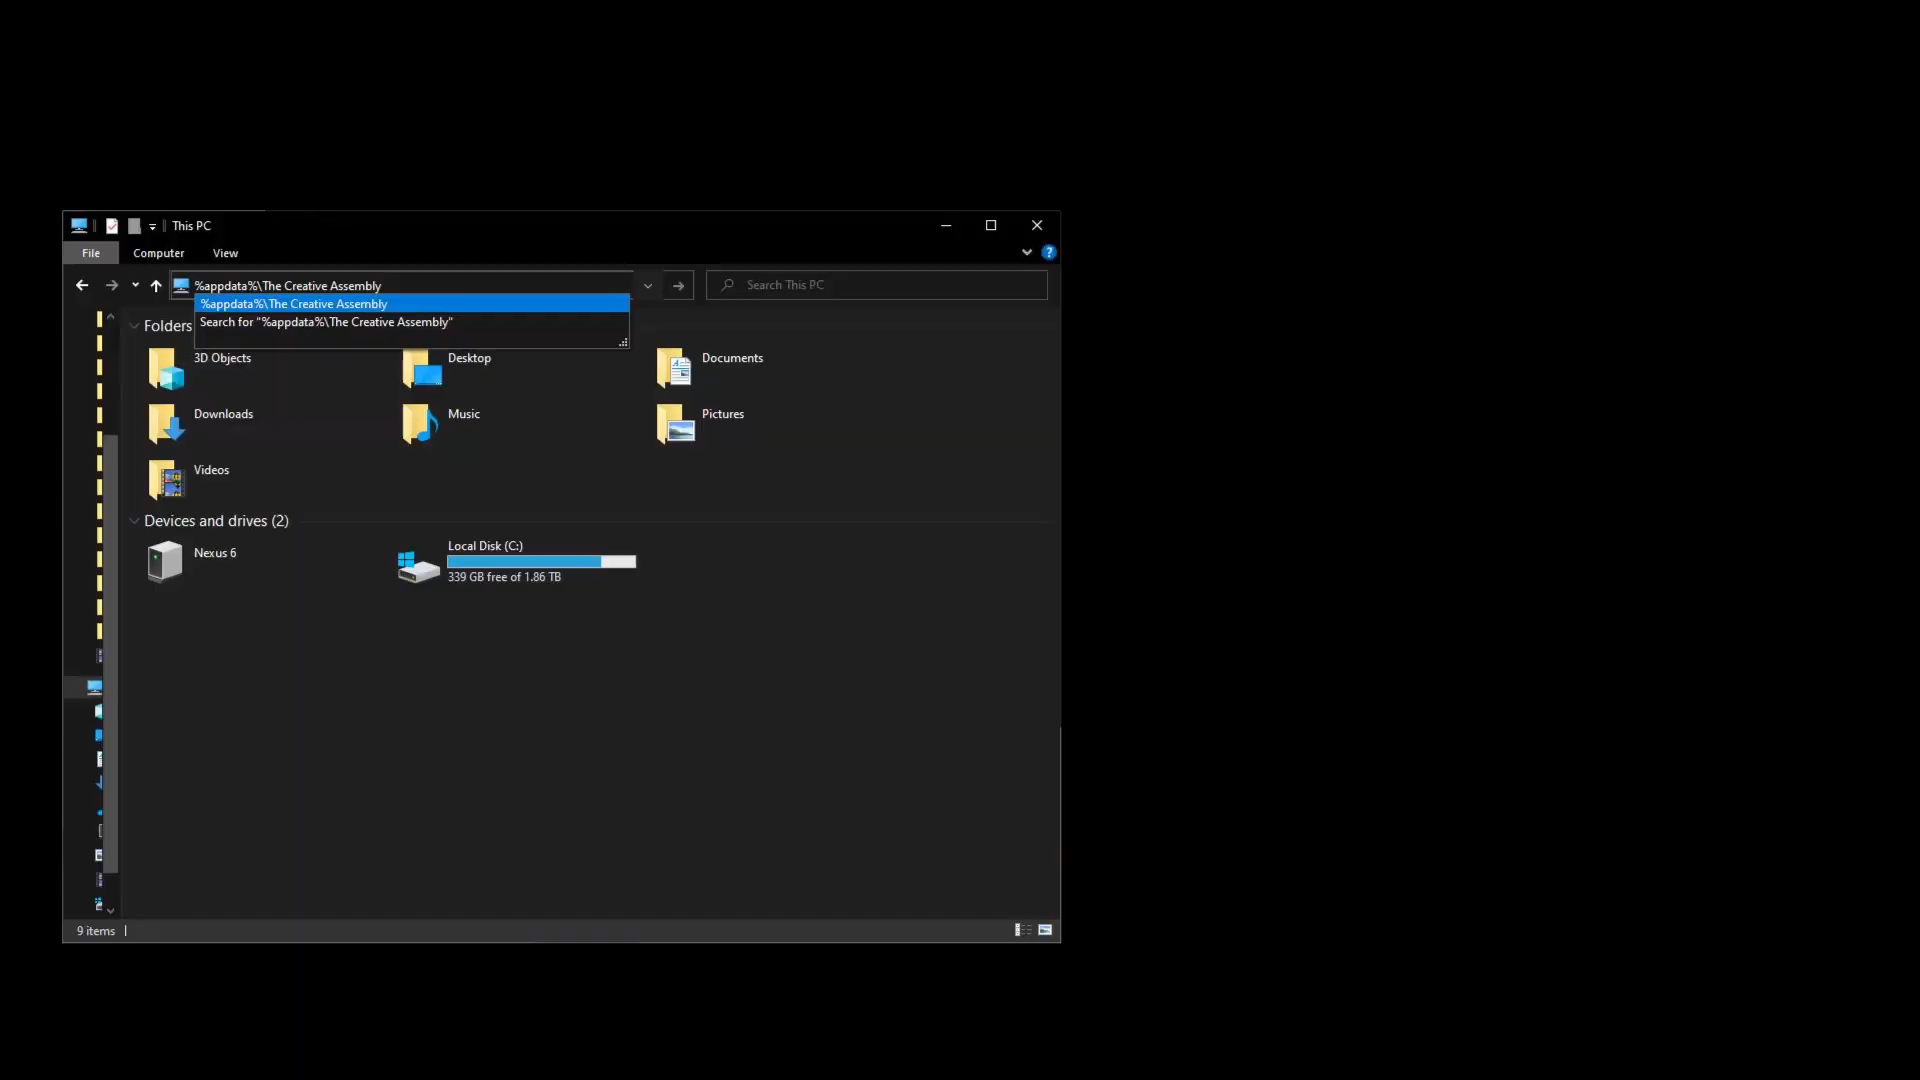 This PC
File
Computer
View
?
%appdata%\The Creative Assembly
Search This PC
%appdata%\The Creative Assembly
Search for "%appdata%\The Creative Assembly"
Folders
3D Objects
Desktop
Documents
Downloads
Music
Pictures
Videos
Devices and drives (2)
Nexus 6
Local Disk (C:)
339 GB free of 1.86 TB
9 items